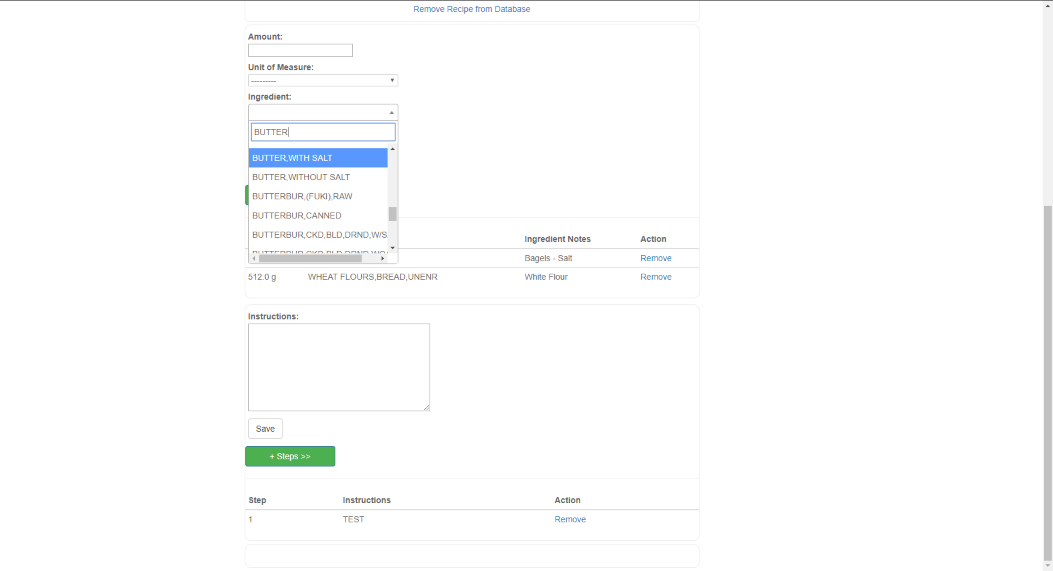 Remove Recipe from Database
Amount:
Unit of Measure:
---------
Ingredient:
BUTTER
BUTTER,WITH SALT
BUTTER,WITHOUT SALT
BUTTERBUR,(FUKI),RAW
BUTTERBUR,CANNED
BUTTERBUR,CKD,BLD,DRND,W/S
Ingredient Notes Action
Bagels - Salt Remove
512.0 g WHEAT FLOURS,BREAD,UNENR White Flour Remove
Instructions:
Save
+ Steps >>
Step Instructions Action
1 TEST Remove